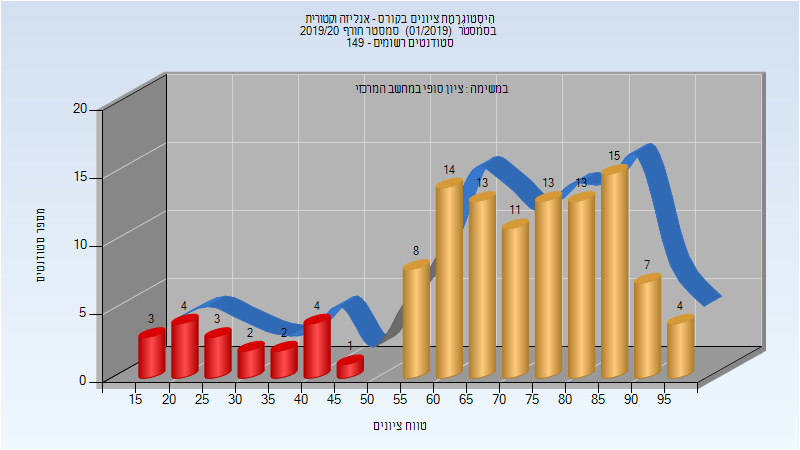 הִיסְטוֹגְרָמַת ציונים בקורס - אנליזה וקטורית
בסמסטר (01/2019) סמסטר חורף 2019/20
סטודנטים רשומים - 149
במשימה : ציון סופי במחשב המרכזי
מספר סטודנטים
20
15
10
5
0
3 4 3 2 2 4 1 8 14 13 11 13 13 15 7 4
15 20 25 30 35 40 45 50 55 60 65 70 75 80 85 90 95
טווח ציונים